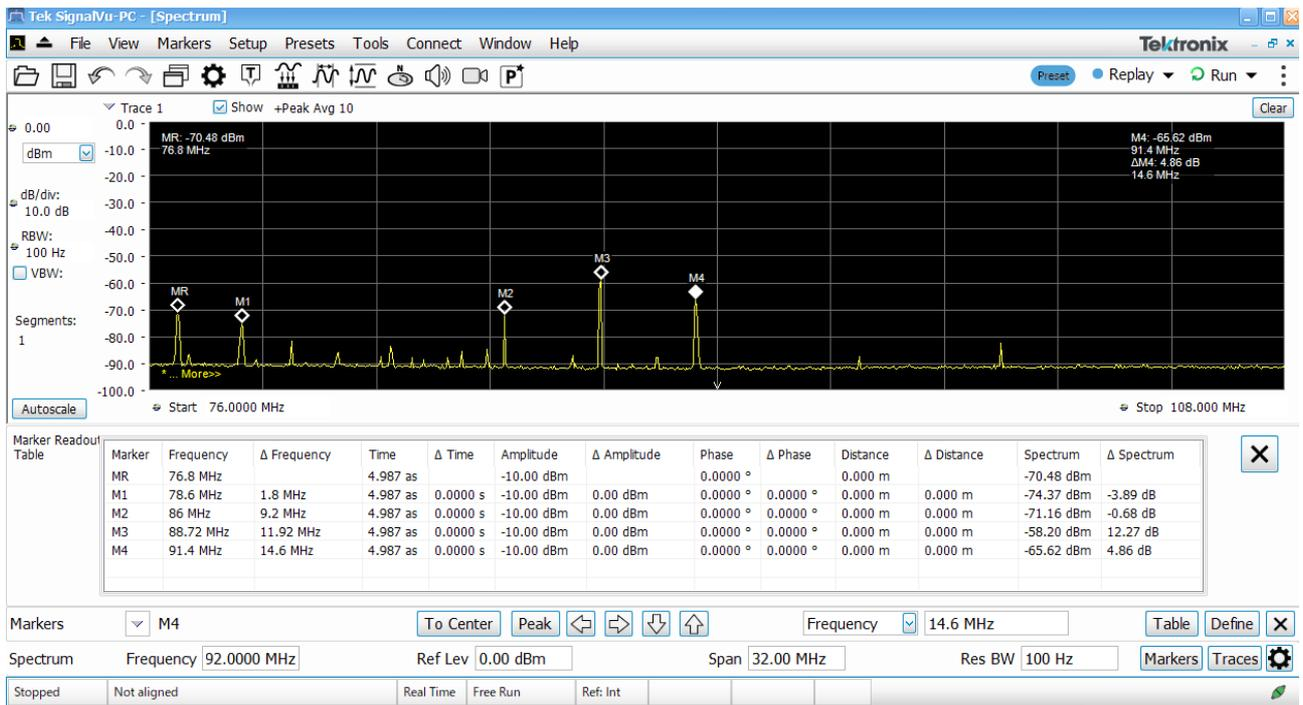 Tek SignalVu-PC - [Spectrum]
File View Markers Setup Presets Tools Connect Window Help
Tektronix
Preset Replay Run
Trace 1 Show +Peak Avg 10 Clear
0.00
dBm
dB/div:
10.0 dB
RBW:
100 Hz
VBW:
Segments:
1
Autoscale
0.0
-10.0
-20.0
-30.0
-40.0
-50.0
-60.0
-70.0
-80.0
-90.0
-100.0
MR: -70.48 dBm
76.8 MHz
M4: -65.62 dBm
91.4 MHz
ΔM4: 4.86 dB
14.6 MHz
MR
M1
M2
M3
M4
* ... More>>
Start 76.0000 MHz Stop 108.000 MHz
Marker Readout
Table
Marker Frequency Δ Frequency Time Δ Time Amplitude Δ Amplitude Phase Δ Phase Distance Δ Distance Spectrum Δ Spectrum
MR 76.8 MHz 4.987 as -10.00 dBm 0.0000 ° 0.000 m -70.48 dBm
M1 78.6 MHz 1.8 MHz 4.987 as 0.0000 s -10.00 dBm 0.00 dBm 0.0000 ° 0.0000 ° 0.000 m 0.000 m -74.37 dBm -3.89 dB
M2 86 MHz 9.2 MHz 4.987 as 0.0000 s -10.00 dBm 0.00 dBm 0.0000 ° 0.0000 ° 0.000 m 0.000 m -71.16 dBm -0.68 dB
M3 88.72 MHz 11.92 MHz 4.987 as 0.0000 s -10.00 dBm 0.00 dBm 0.0000 ° 0.0000 ° 0.000 m 0.000 m -58.20 dBm 12.27 dB
M4 91.4 MHz 14.6 MHz 4.987 as 0.0000 s -10.00 dBm 0.00 dBm 0.0000 ° 0.0000 ° 0.000 m 0.000 m -65.62 dBm 4.86 dB
Markers M4 To Center Peak Frequency 14.6 MHz Table Define
Spectrum Frequency 92.0000 MHz Ref Lev 0.00 dBm Span 32.00 MHz Res BW 100 Hz Markers Traces
Stopped Not aligned Real Time Free Run Ref: Int